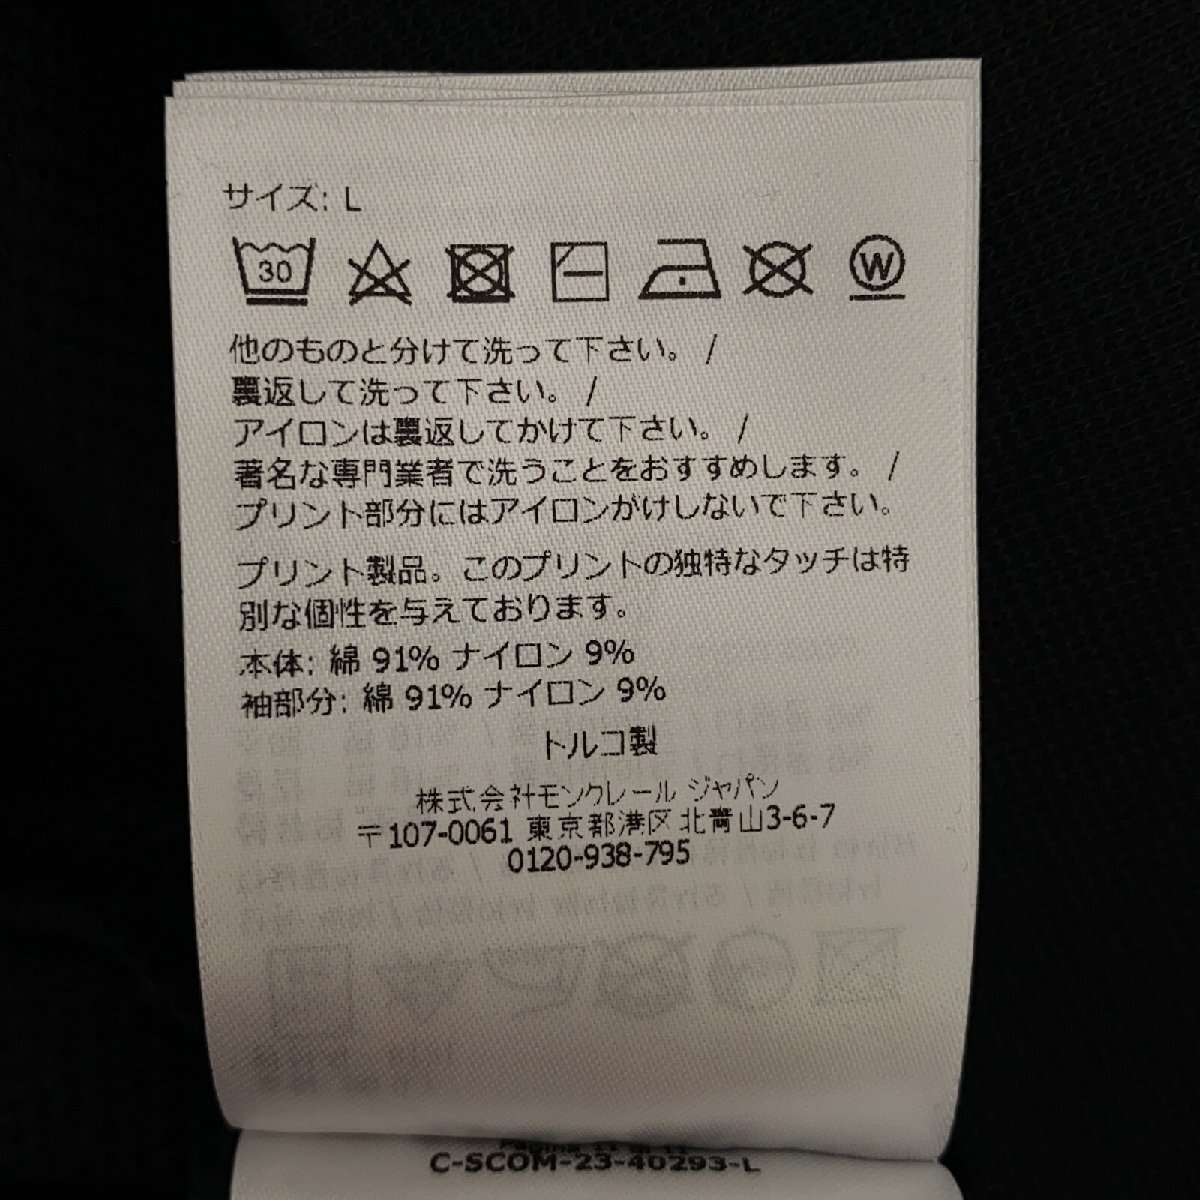 サイズ: L
30
W
他のものと分けて洗って下さい。 /
裏返して洗って下さい。 /
アイロンは裏返してかけて下さい。 /
著名な専門業者で洗うことをおすすめします。 /
プリント部分にはアイロンがけしないで下さい。
プリント製品。このプリントの独特なタッチは特
別な個性を与えております。
本体: 綿 91% ナイロン 9%
袖部分: 綿 91% ナイロン 9%
トルコ製
株式会社モンクレール ジャパン
〒107-0061 東京都港区北青山3-6-7
0120-938-795
C-SCOM-23-40293-L